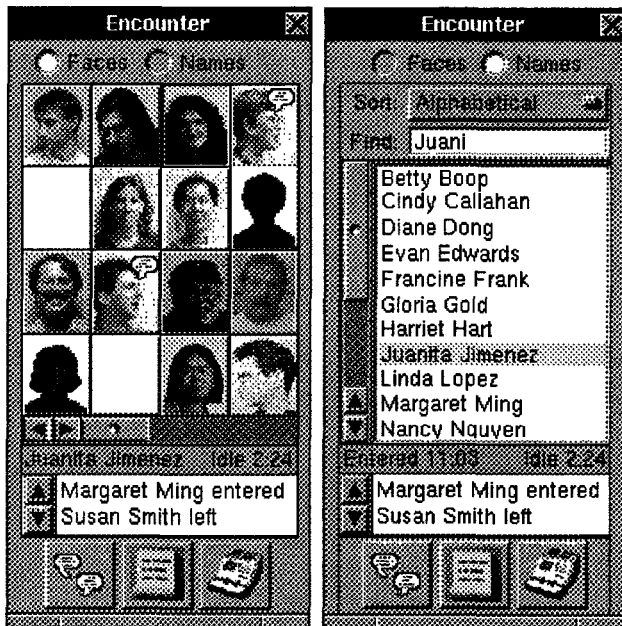 Encounter
Faces Names
Juanita Jimenez Idle 2:24
Margaret Ming entered
Susan Smith left
Encounter
Faces Names
Sort: Alphabetical
Find: Juani
Betty Boop
Cindy Callahan
Diane Dong
Evan Edwards
Francine Frank
Gloria Gold
Harriet Hart
Juanita Jimenez
Linda Lopez
Margaret Ming
Nancy Nguyen
Entered 11:03 Idle 2:24
Margaret Ming entered
Susan Smith left